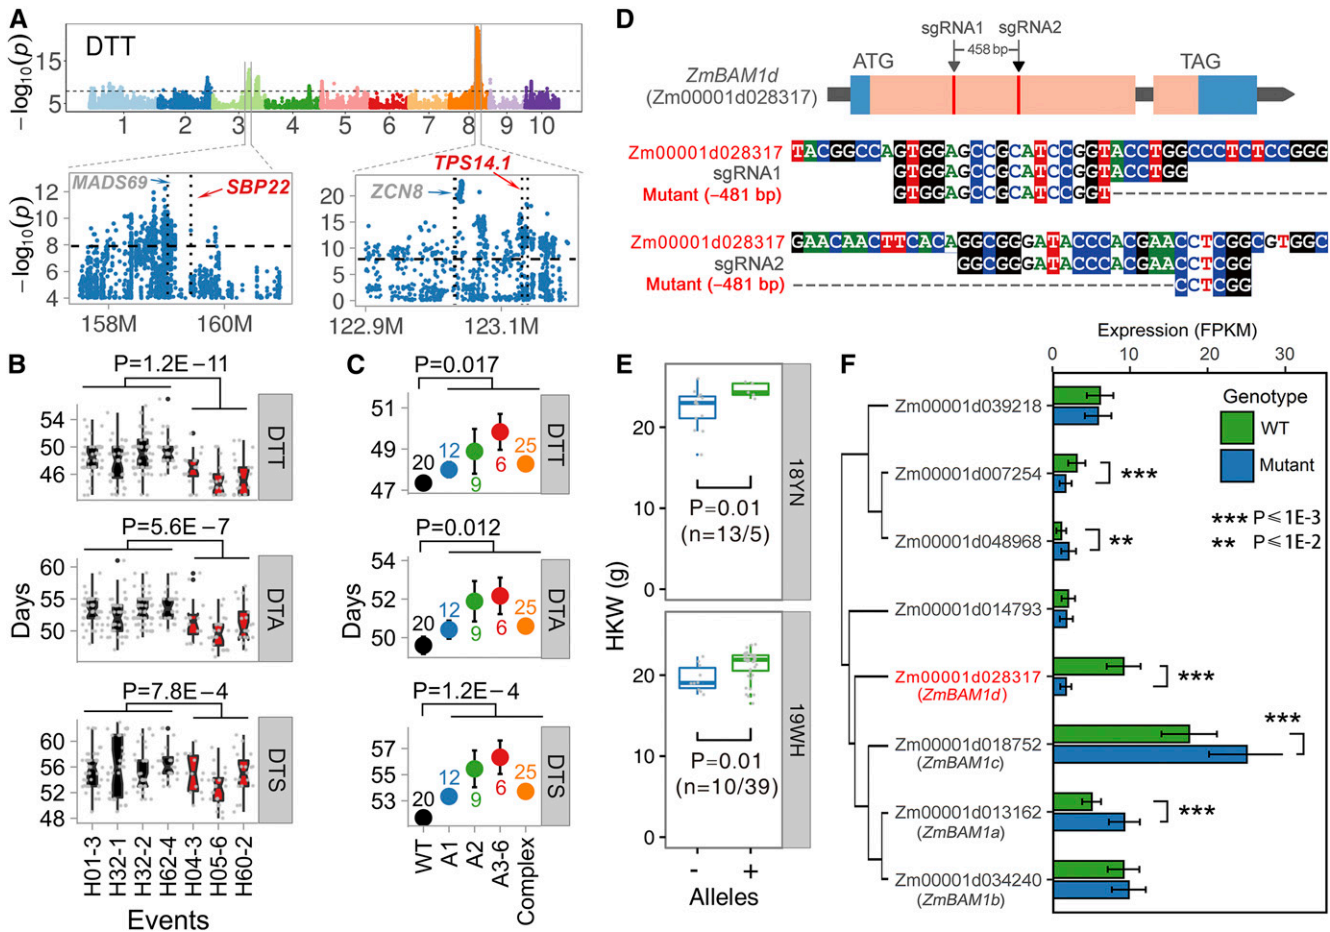 A
DTT
−log10(p)
15
5
1 2 3 4 5 6 7 8 9 10
MADS69
SBP22
−log10(p)
12
10
8
6
4
158M 160M
TPS14.1
ZCN8
20
15
10
5
0
122.9M 123.1M
B
P=1.2E−11
54
50
46
DTT
P=5.6E−7
60
55
50
DTA
P=7.8E−4
60
56
52
48
DTS
Days
H01-3 H32-1 H32-2 H62-4 H04-3 H05-6 H60-2
Events
C
P=0.017
51
49
47
20 12 9 6 25
DTT
P=0.012
54
52
50
20 12 9 6 25
DTA
P=1.2E−4
57
55
53
20 12 9 6 25
DTS
Days
WT A1 A2 A3-6 Complex
D
sgRNA1 sgRNA2
458 bp
ATG TAG
ZmBAM1d
(Zm00001d028317)
Zm00001d028317 TACGGCCAGTGGAGCCGCATCCGGTACCTGGCCCTCTCCGGG
sgRNA1 GTGGAGCCGCATCCGGTACCTGG
Mutant (−481 bp) GTGGAGCCGCATCCGGT
Zm00001d028317 GAACAACTTCACAGGCGGGATACCCACGAACCTCGGCGTGGC
sgRNA2 GGCGGGATACCCACGAACCTCGG
Mutant (−481 bp) CCTCGG
E
20
10
0
P=0.01
(n=13/5)
18YN
HKW (g)
20
10
0
P=0.01
(n=10/39)
19WH
- +
Alleles
F
Expression (FPKM)
0 10 20 30
Genotype
WT
Mutant
*** P⩽1E-3
** P⩽1E-2
Zm00001d039218
Zm00001d007254
***
Zm00001d048968
**
Zm00001d014793
Zm00001d028317
(ZmBAM1d)
***
Zm00001d018752
(ZmBAM1c)
***
Zm00001d013162
(ZmBAM1a)
***
Zm00001d034240
(ZmBAM1b)